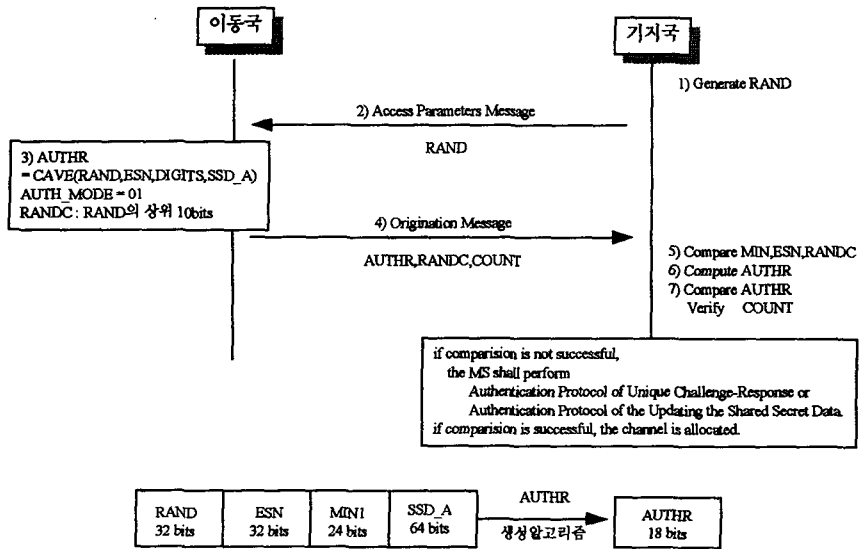 이동국
기지국
1) Generate RAND
2) Access Parameters Message
RAND
3) AUTHR
= CAVE(RAND,ESN,DIGITS,SSD_A)
AUTH_MODE = 01
RANDC : RAND의 상위 10bits
4) Origination Message
AUTHR,RANDC,COUNT
5) Compare MIN,ESN,RANDC
6) Compute AUTHR
7) Compare AUTHR
Verify COUNT
if comparision is not successful,
the MS shall perform
Authentication Protocol of Unique Challenge-Response or
Authentication Protocol of the Updating the Shared Secret Data.
if comparision is successful, the channel is allocated.
RAND
32 bits
ESN
32 bits
MIN1
24 bits
SSD_A
64 bits
AUTHR
생성알고리즘
AUTHR
18 bits